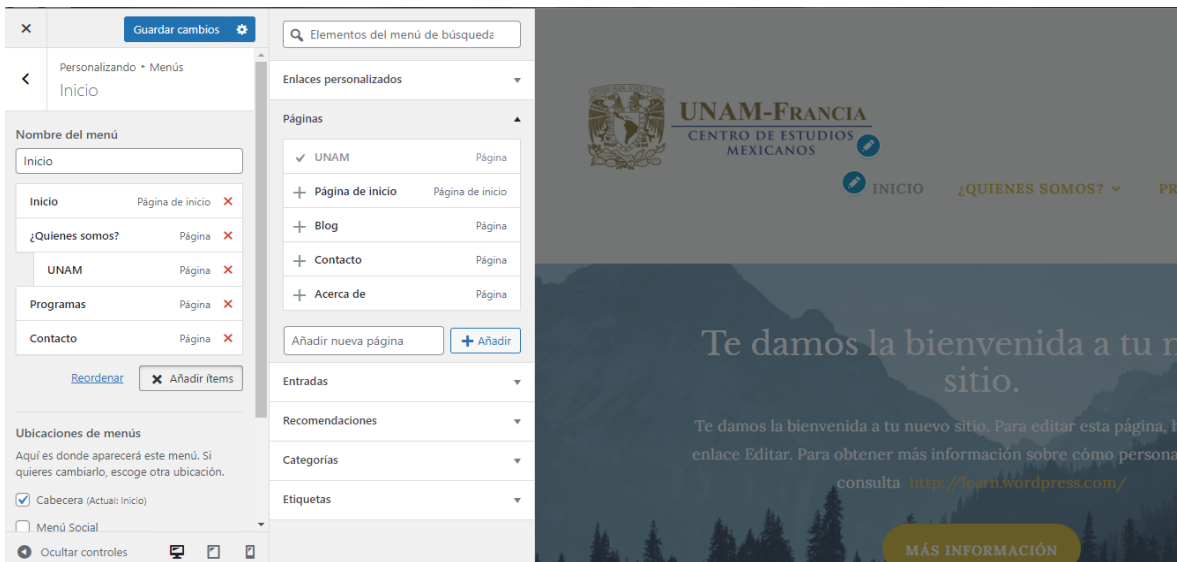 Guardar cambios
Personalizando ‣ Menús
Inicio
Nombre del menú
Inicio
Inicio Página de inicio
¿Quienes somos? Página
UNAM Página
Programas Página
Contacto Página
Reordenar Añadir ítems
Ubicaciones de menús
Aquí es donde aparecerá este menú. Si
quieres cambiarlo, escoge otra ubicación.
Cabecera (Actual: Inicio)
Menú Social
Ocultar controles
Elementos del menú de búsqueda
Enlaces personalizados
Páginas
UNAM Página
Página de inicio Página de inicio
Blog Página
Contacto Página
Acerca de Página
Añadir nueva página Añadir
Entradas
Recomendaciones
Categorías
Etiquetas
UNAM-FRANCIA
CENTRO DE ESTUDIOS
MEXICANOS
INICIO ¿QUIENES SOMOS? PR
Te damos la bienvenida a tu n
sitio.
Te damos la bienvenida a tu nuevo sitio. Para editar esta página, h
enlace Editar. Para obtener más información sobre cómo persona
consulta http://learn.wordpress.com/
MÁS INFORMACIÓN